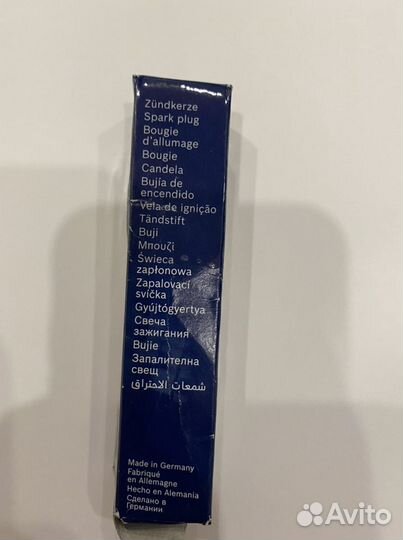 Zündkerze
Spark plug
Bougie
d'allumage
Bougie
Candela
Bujía de
encendido
Vela de ignição
Tändstift
Buji
Μπουζί
Świeca
zapłonowa
Zapalovací
svíčka
Gyújtógyertya
Свеча
зажигания
Bujie
Запалителна
свещ
شمعات الاحتراق
Made in Germany
Fabriqué
en Allemagne
Hecho en Alemania
Сделано в
Германии
Avito